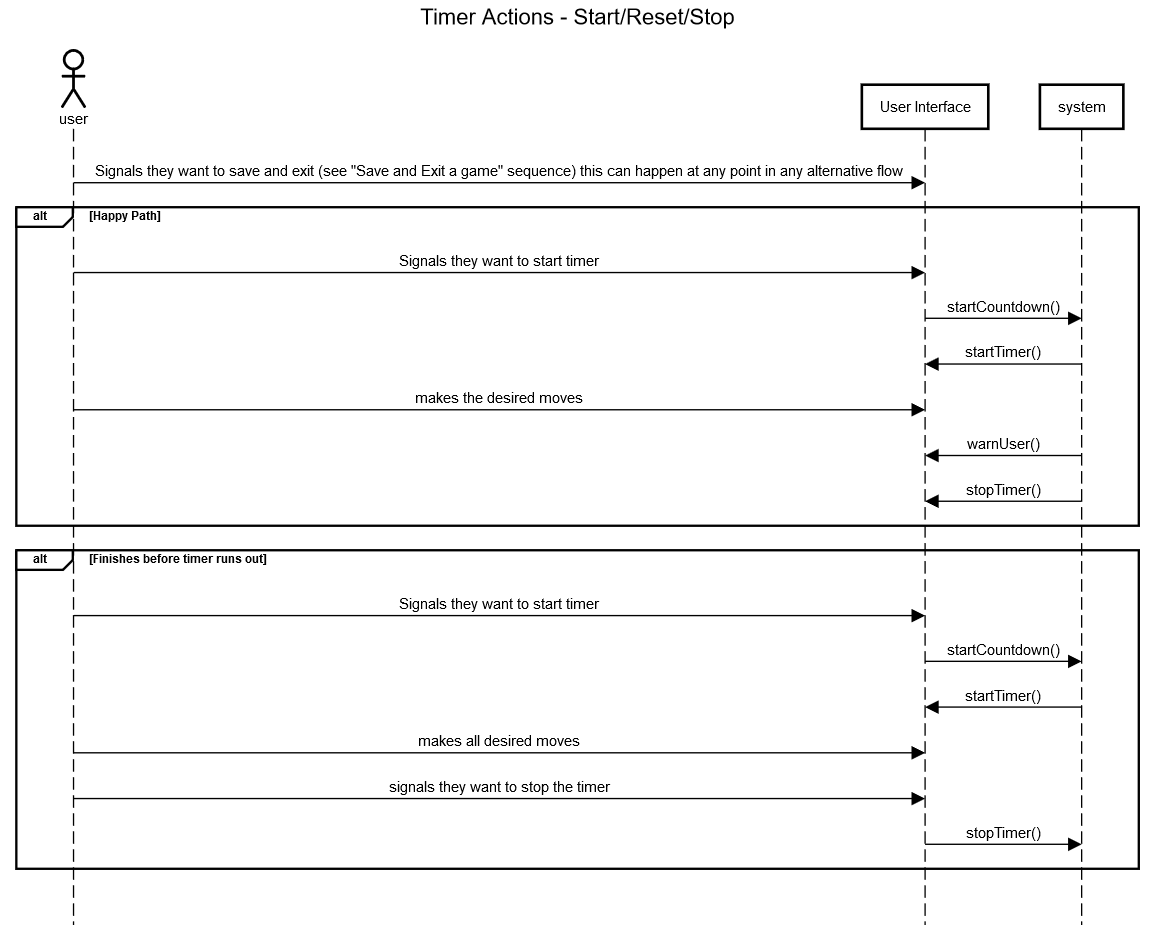 Timer Actions - Start/Reset/Stop
user
User Interface
system
Signals they want to save and exit (see "Save and Exit a game" sequence) this can happen at any point in any alternative flow
alt
[Happy Path]
Signals they want to start timer
startCountdown()
startTimer()
makes the desired moves
warnUser()
stopTimer()
alt
[Finishes before timer runs out]
Signals they want to start timer
startCountdown()
startTimer()
makes all desired moves
signals they want to stop the timer
stopTimer()